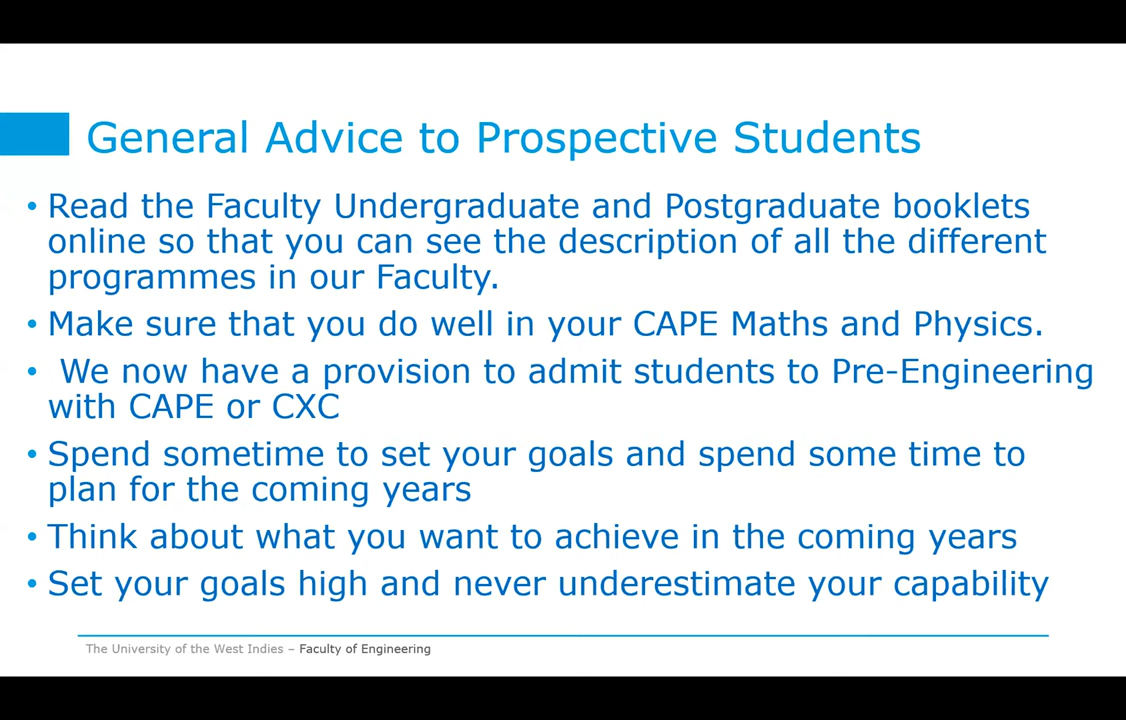 General Advice to Prospective Students
• Read the Faculty Undergraduate and Postgraduate booklets
online so that you can see the description of all the different
programmes in our Faculty.
• Make sure that you do well in your CAPE Maths and Physics.
• We now have a provision to admit students to Pre-Engineering
with CAPE or CXC
• Spend sometime to set your goals and spend some time to
plan for the coming years
• Think about what you want to achieve in the coming years
• Set your goals high and never underestimate your capability
The University of the West Indies – Faculty of Engineering